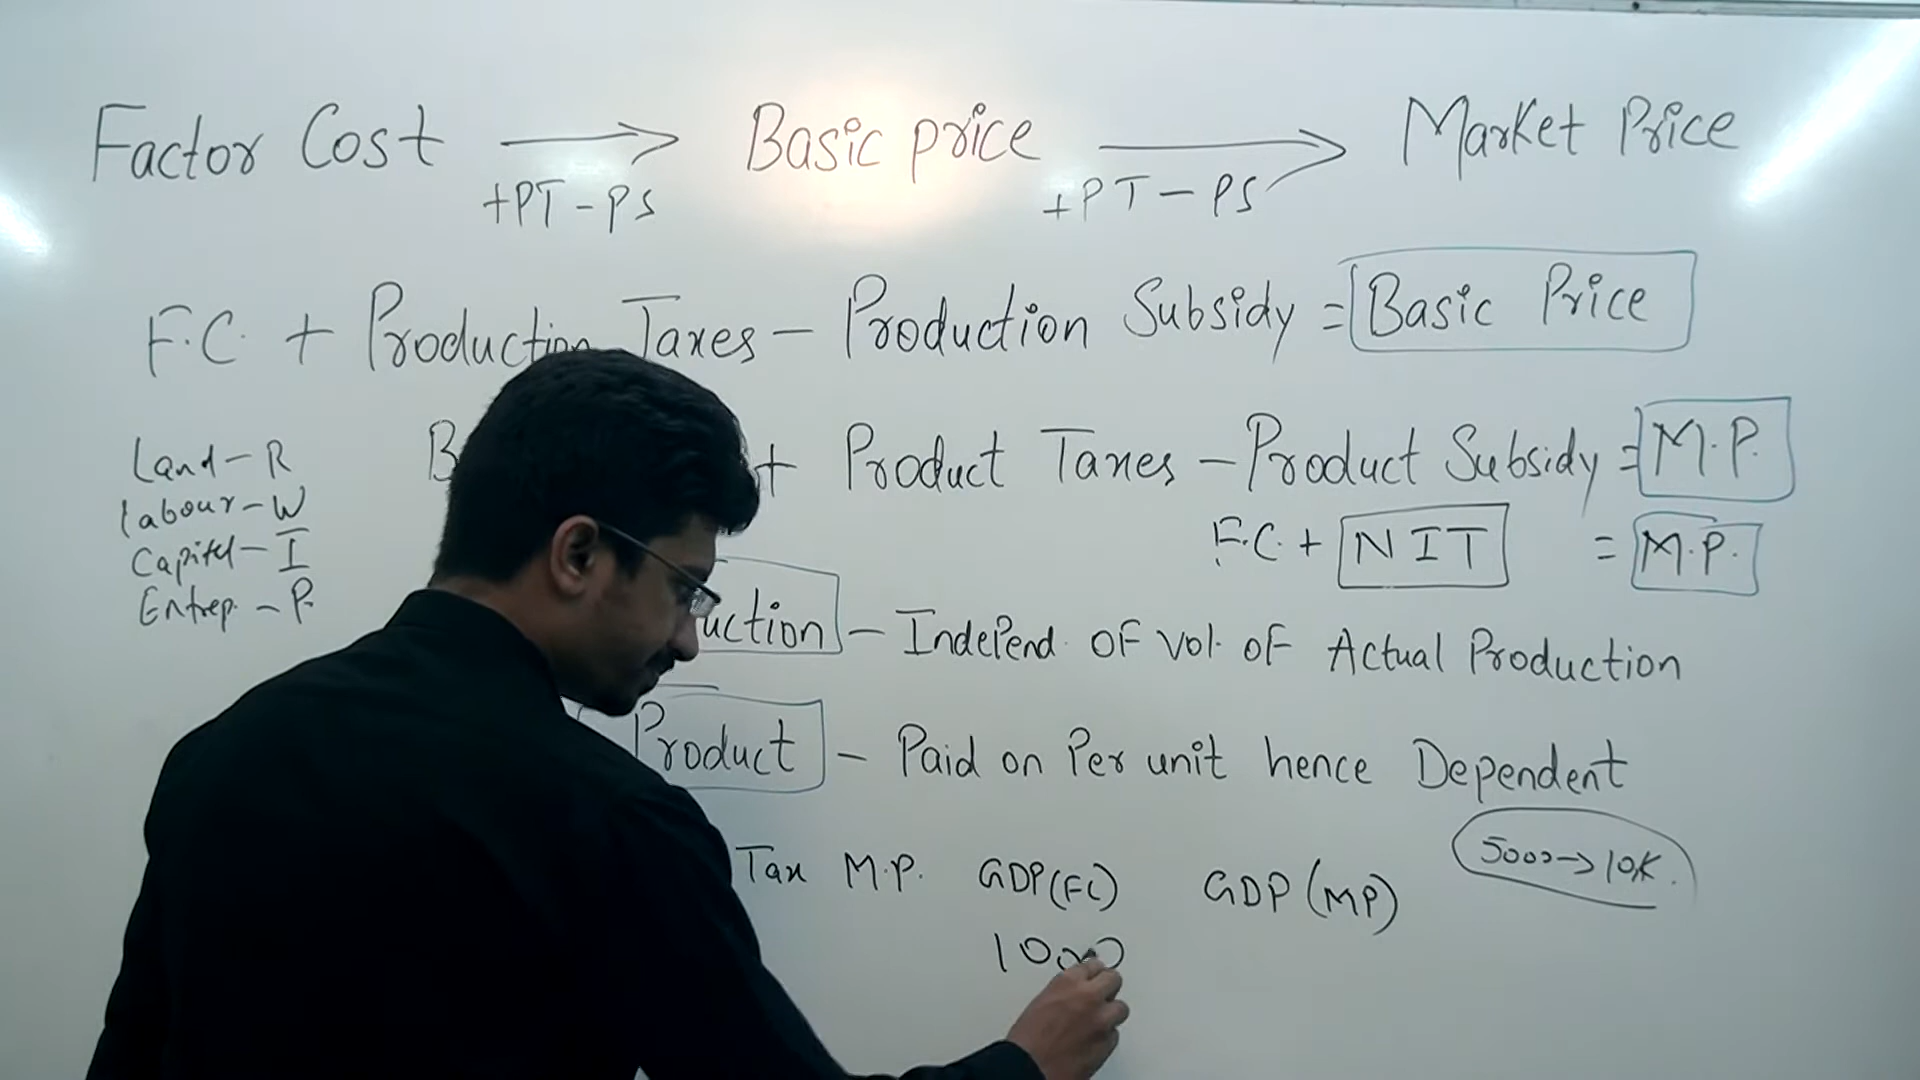 Factor Cost → Basic price → Market Price
+PT - PS +PT - PS
F.C. + Production Taxes - Production Subsidy = Basic Price
+ Product Taxes - Product Subsidy = M.P.
F.C. + NIT = M.P.
Land - R
Labour - W
Capitel - I
Entrep. - P.
uction - Independ. OF Vol. OF Actual Production
Product - Paid on Per unit hence Dependent
Tax M.P. GDP(FC) GDP (MP) 5000 → 10K.
1000